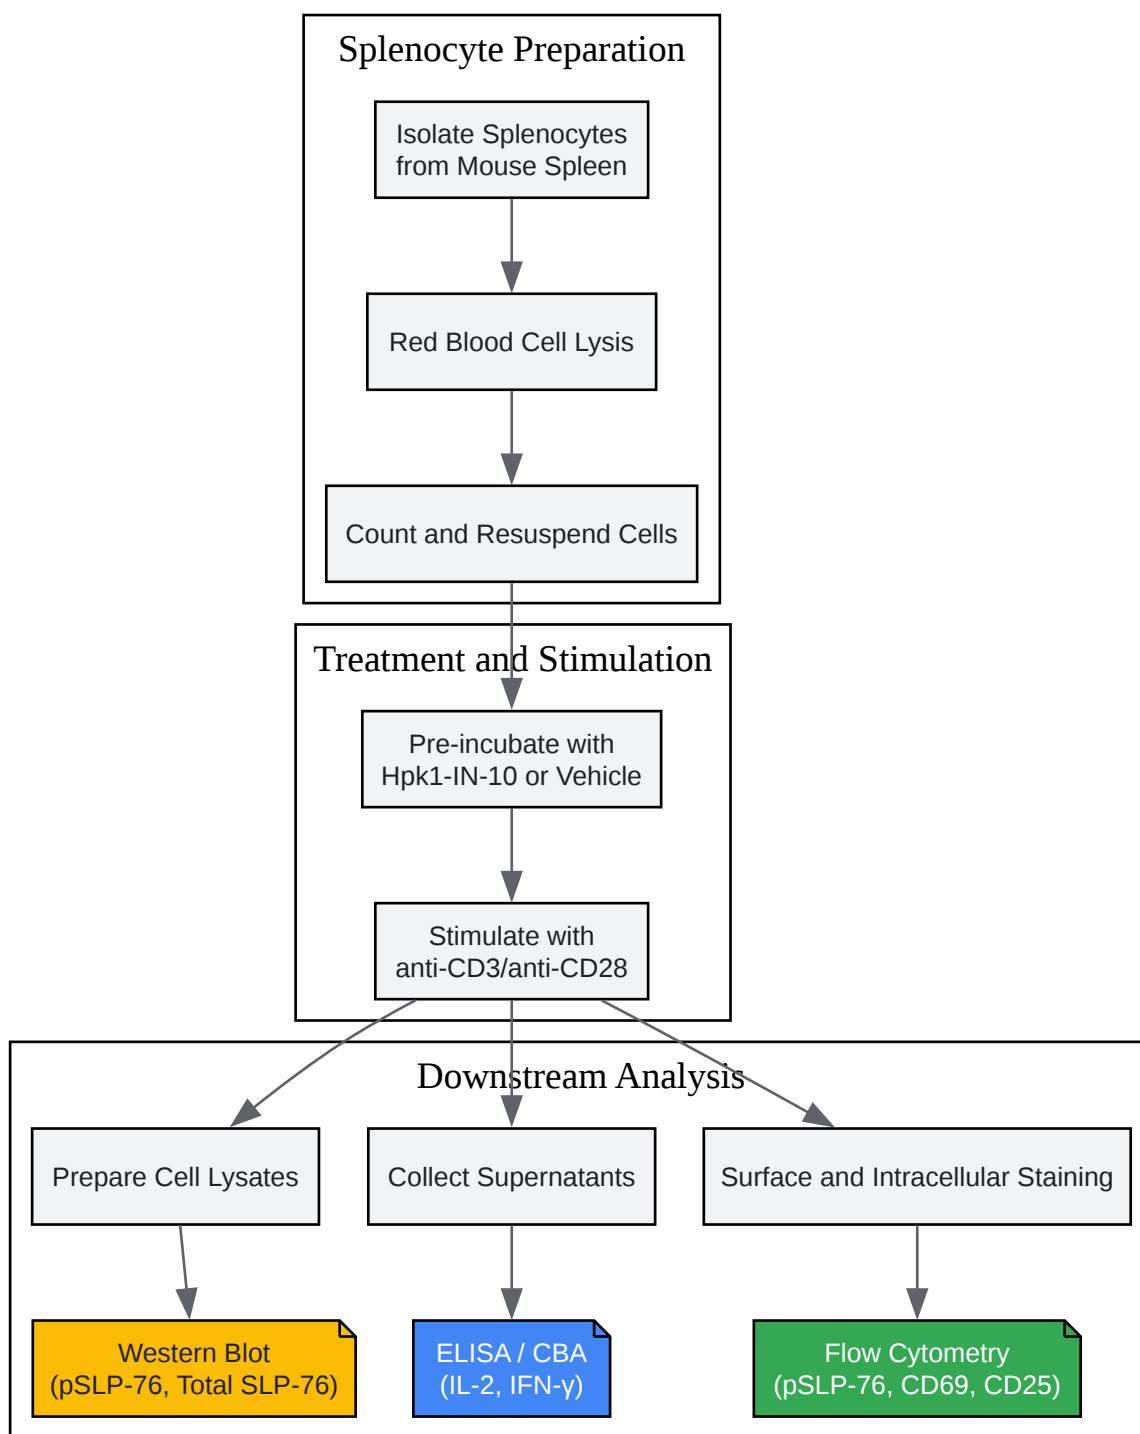 Splenocyte Preparation
Isolate Splenocytes
from Mouse Spleen
Red Blood Cell Lysis
Count and Resuspend Cells
Treatment and Stimulation
Pre-incubate with
Hpk1-IN-10 or Vehicle
Stimulate with
anti-CD3/anti-CD28
Downstream Analysis
Prepare Cell Lysates
Collect Supernatants
Surface and Intracellular Staining
Western Blot
(pSLP-76, Total SLP-76)
ELISA / CBA
(IL-2, IFN-γ)
Flow Cytometry
(pSLP-76, CD69, CD25)